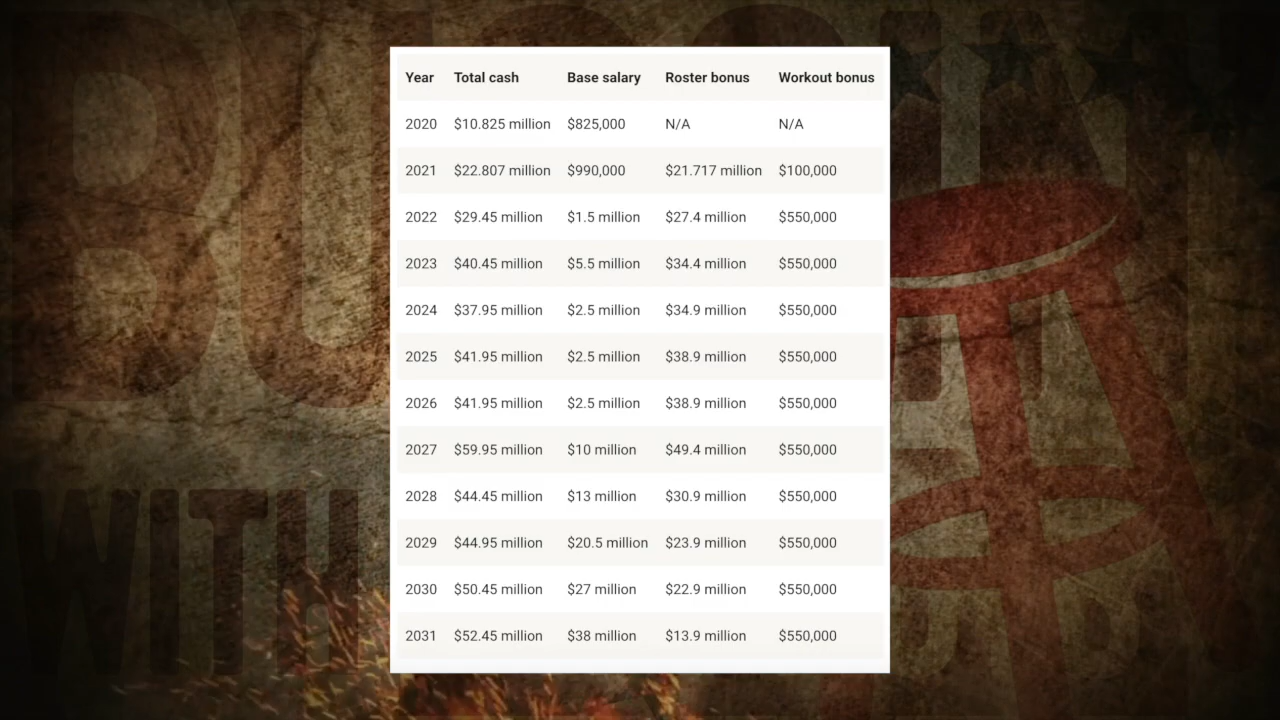 BUSSIN
WITH
Year Total cash Base salary Roster bonus Workout bonus
2020 $10.825 million $825,000 N/A N/A
2021 $22.807 million $990,000 $21.717 million $100,000
2022 $29.45 million $1.5 million $27.4 million $550,000
2023 $40.45 million $5.5 million $34.4 million $550,000
2024 $37.95 million $2.5 million $34.9 million $550,000
2025 $41.95 million $2.5 million $38.9 million $550,000
2026 $41.95 million $2.5 million $38.9 million $550,000
2027 $59.95 million $10 million $49.4 million $550,000
2028 $44.45 million $13 million $30.9 million $550,000
2029 $44.95 million $20.5 million $23.9 million $550,000
2030 $50.45 million $27 million $22.9 million $550,000
2031 $52.45 million $38 million $13.9 million $550,000